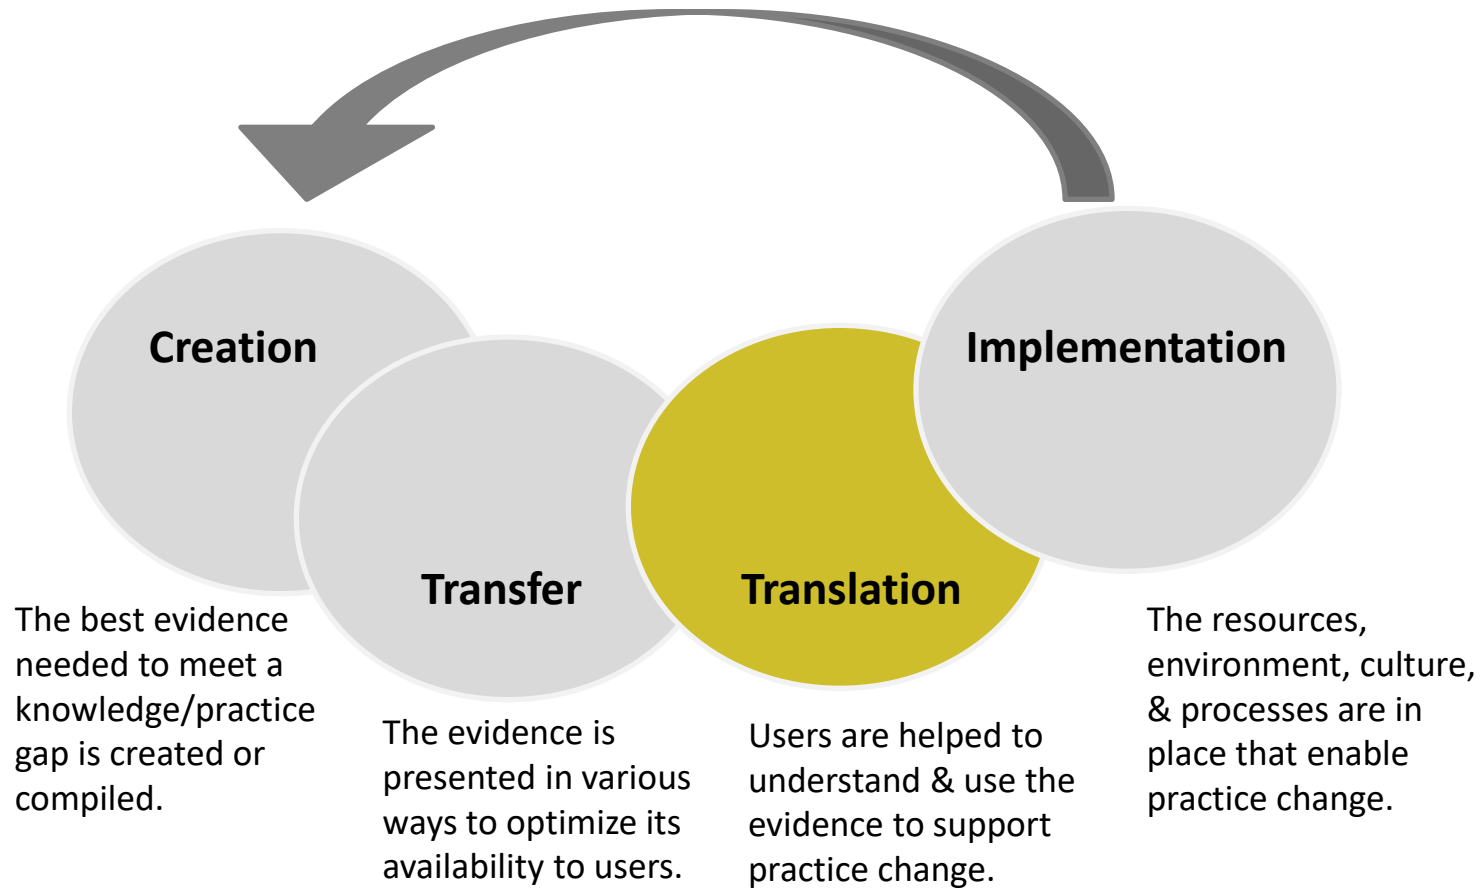 Creation
The best evidence
needed to meet a
knowledge/practice
gap is created or
compiled.
Transfer
The evidence is
presented in various
ways to optimize its
availability to users.
Translation
Users are helped to
understand & use the
evidence to support
practice change.
Implementation
The resources,
environment, culture,
& processes are in
place that enable
practice change.